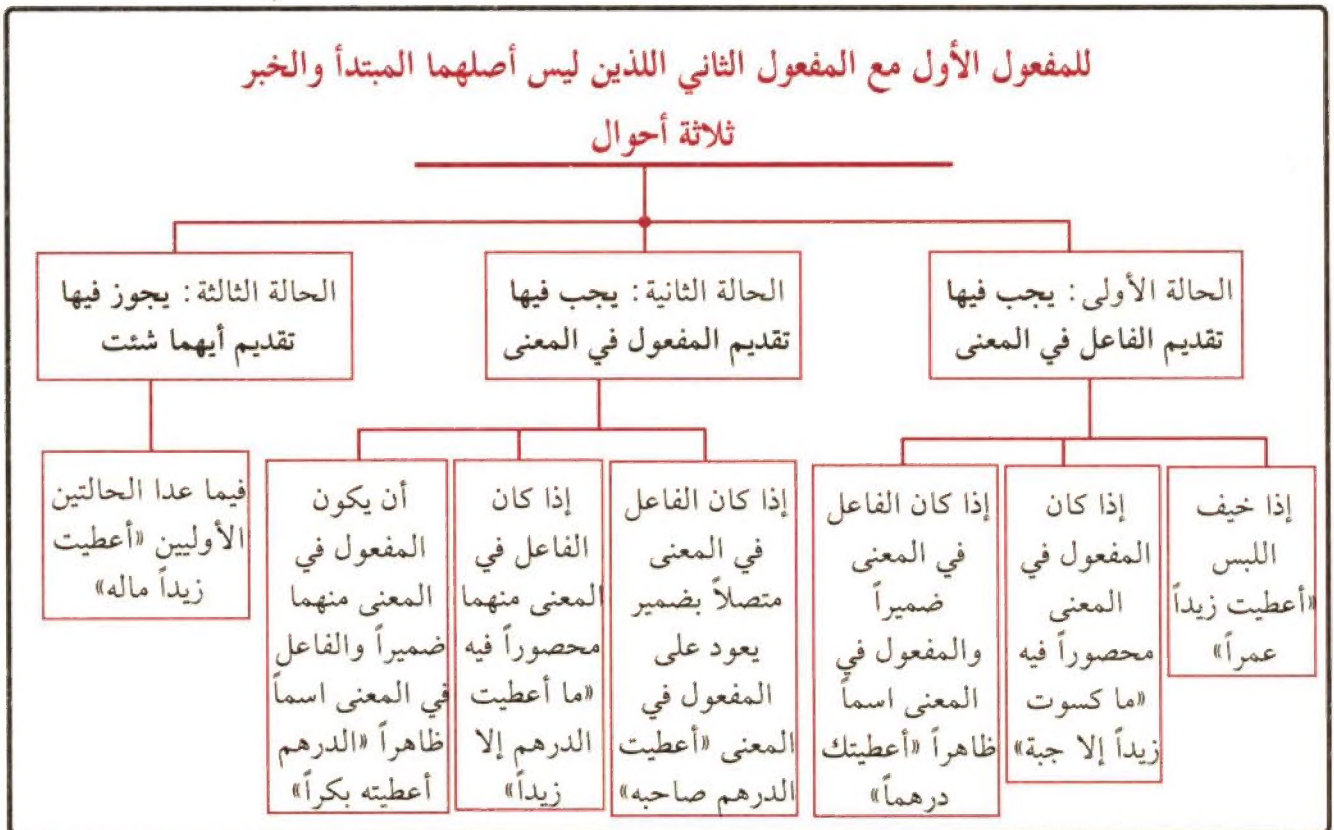 للمفعول الأول مع المفعول الثاني اللذين ليس أصلهما المبتدأ والخبر
ثلاثة أحوال
الحالة الأولى: يجب فيها
تقديم الفاعل في المعنى
الحالة الثانية: يجب فيها
تقديم المفعول في المعنى
الحالة الثالثة: يجوز فيها
تقديم أيهما شئت
إذا خيف
اللبس
«أعطيت زيداً
عمراً»
إذا كان
المفعول في
المعنى
محصوراً فيه
«ما كسوت
زيداً إلا جبة»
إذا كان الفاعل
في المعنى
ضميراً
والمفعول في
المعنى اسماً
ظاهراً «أعطيتك
درهماً»
إذا كان الفاعل
في المعنى
متصلاً بضمير
يعود على
المفعول في
المعنى «أعطيت
الدرهم صاحبه»
إذا كان
الفاعل في
المعنى منهما
محصوراً فيه
«ما أعطيت
الدرهم إلا
زيداً»
أن يكون
المفعول في
المعنى منهما
ضميراً والفاعل
في المعنى اسماً
ظاهراً «الدرهم
أعطيته بكراً»
فيما عدا الحالتين
الأوليين «أعطيت
زيداً ماله»